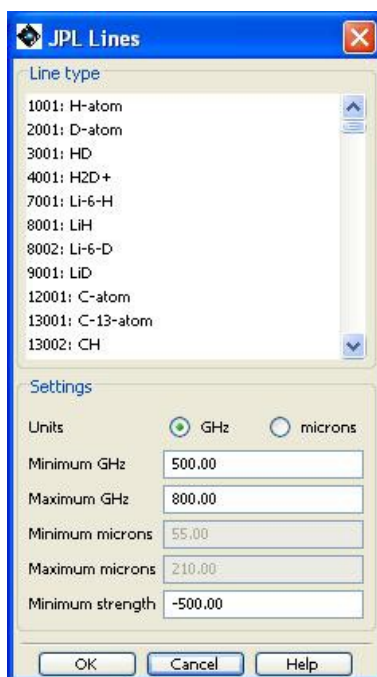 JPL Lines
Line type
1001: H-atom
2001: D-atom
3001: HD
4001: H2D+
7001: Li-6-H
8001: LiH
8002: Li-6-D
9001: LiD
12001: C-atom
13001: C-13-atom
13002: CH
Settings
Units GHz microns
Minimum GHz 500.00
Maximum GHz 800.00
Minimum microns 55.00
Maximum microns 210.00
Minimum strength -500.00
OK Cancel Help